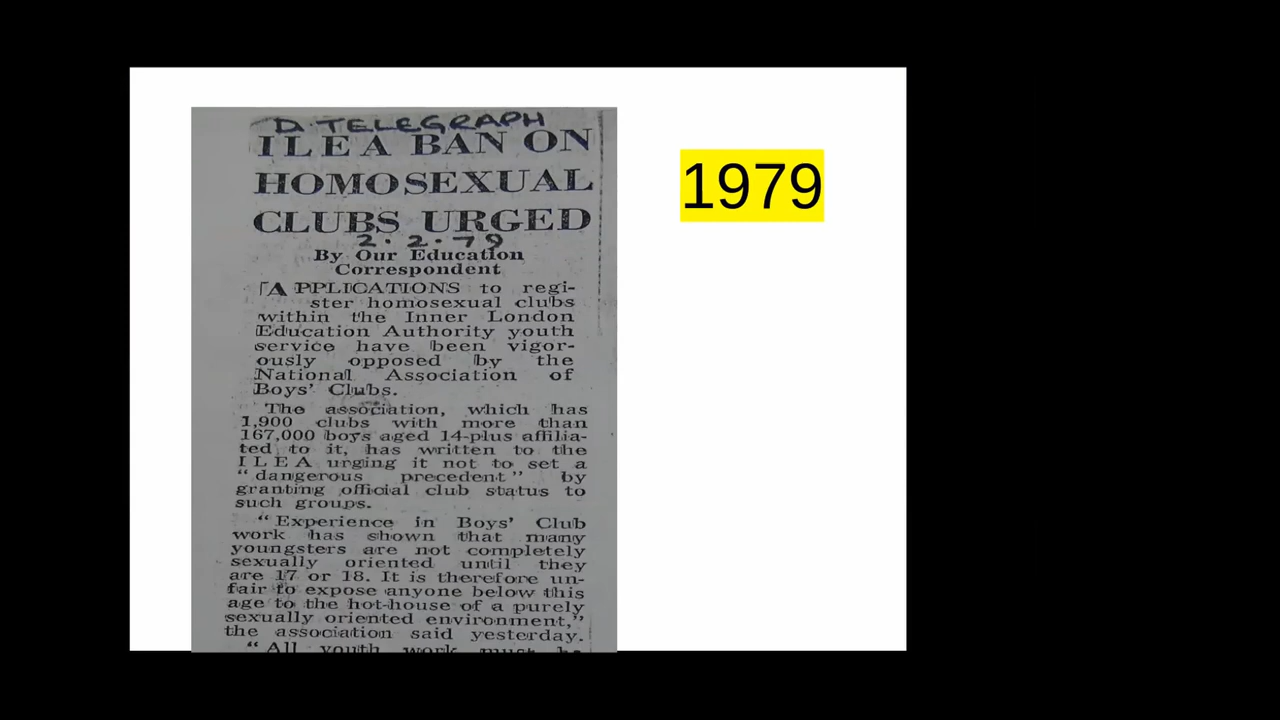 D. TELEGRAPH
ILEA BAN ON
HOMOSEXUAL
CLUBS URGED
2.2.79
By Our Education
Correspondent
APPLICATIONS to regi-
ster homosexual clubs
within the Inner London
Education Authority youth
service have been vigor-
ously opposed by the
National Association of
Boys' Clubs.
The association, which has
1,900 clubs with more than
167,000 boys aged 14-plus affilia-
ted to it, has written to the
ILEA urging it not to set a
"dangerous precedent" by
granting official club status to
such groups.
"Experience in Boys' Club
work has shown that many
youngsters are not completely
sexually oriented until they
are 17 or 18. It is therefore un-
fair to expose anyone below this
age to the hot-house of a purely
sexually oriented environment,"
the association said yesterday.
"All youth work must be
1979